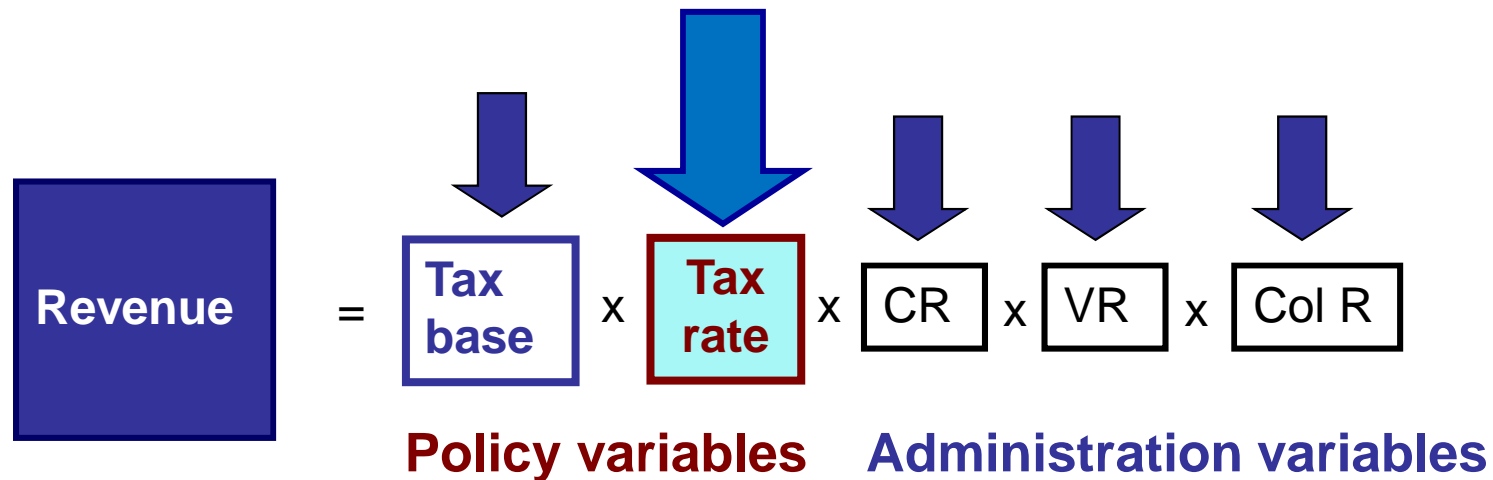 Revenue = Tax base x Tax rate x CR x VR x Col R
Policy variables Administration variables